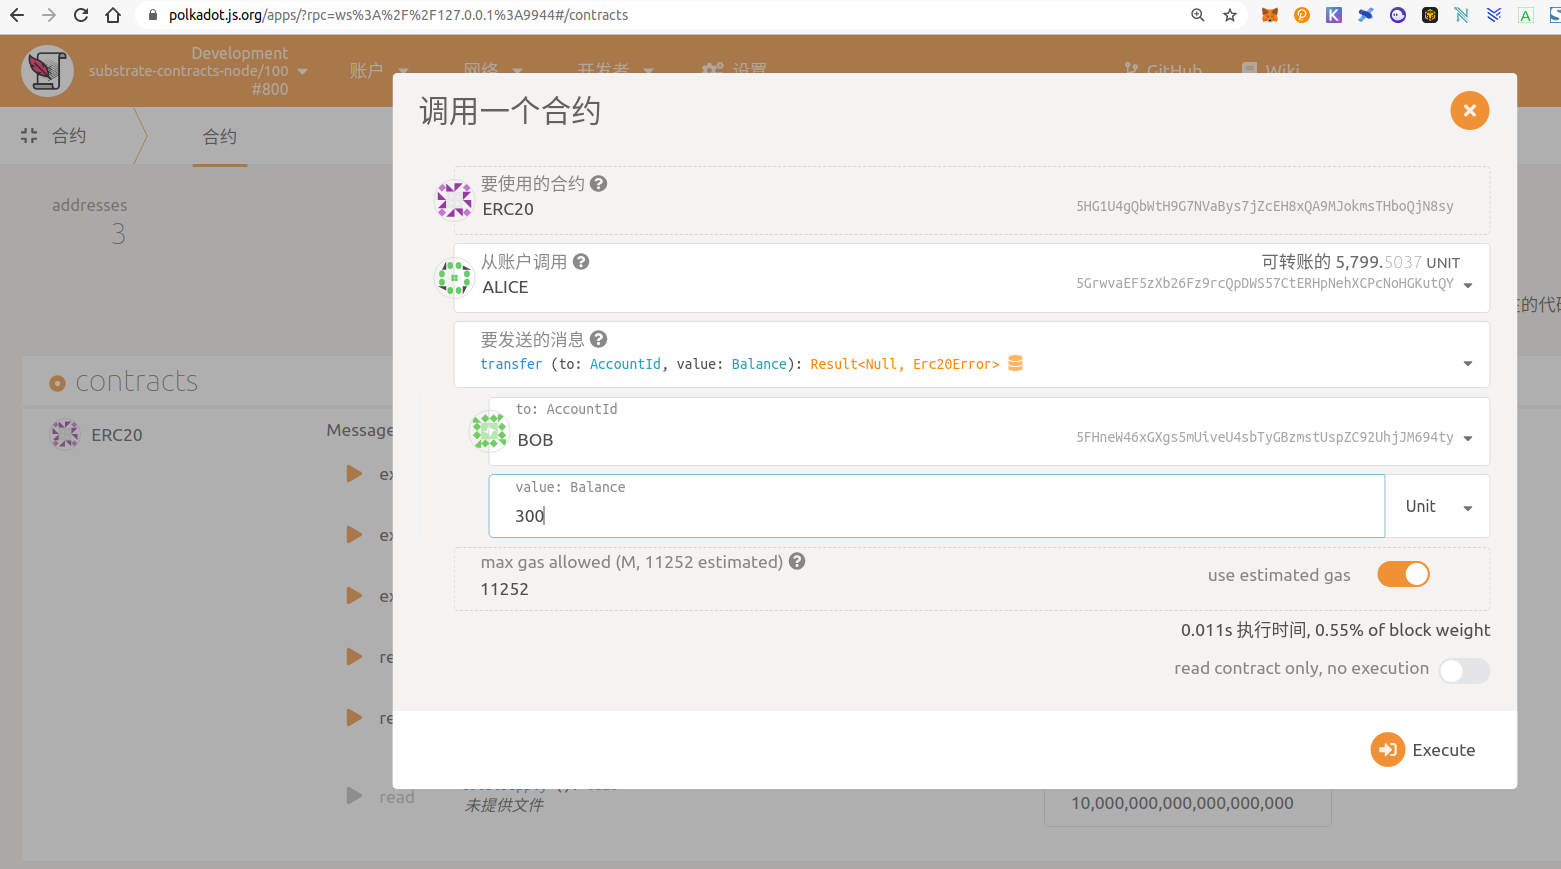 polkadot.js.org/apps/?rpc=ws%3A%2F%2F127.0.0.1%3A9944#/contracts
Development
substrate-contracts-node/100
#800
账户
网络
开发者
设置
GitHub
Wiki
合约
合约
addresses
3
contracts
ERC20
Message
调用一个合约
要使用的合约
ERC20
5HG1U4gQbWtH9G7NVaBys7jZcEH8xQA9MJokmsTHboQjN8sy
从账户调用
可转账的 5,799.5037 UNIT
ALICE
5GrwvaEF5zXb26Fz9rcQpDWS57CtERHpNehXCPcNoHGKutQY
要发送的消息
transfer (to: AccountId, value: Balance): Result<Null, Erc20Error>
to: AccountId
BOB
5FHneW46xGXgs5mUiveU4sbTyGBzmstUspZC92UhjJM694ty
value: Balance
300
Unit
max gas allowed (M, 11252 estimated)
11252
use estimated gas
0.011s 执行时间, 0.55% of block weight
read contract only, no execution
Execute
read
未提供文件
10,000,000,000,000,000,000